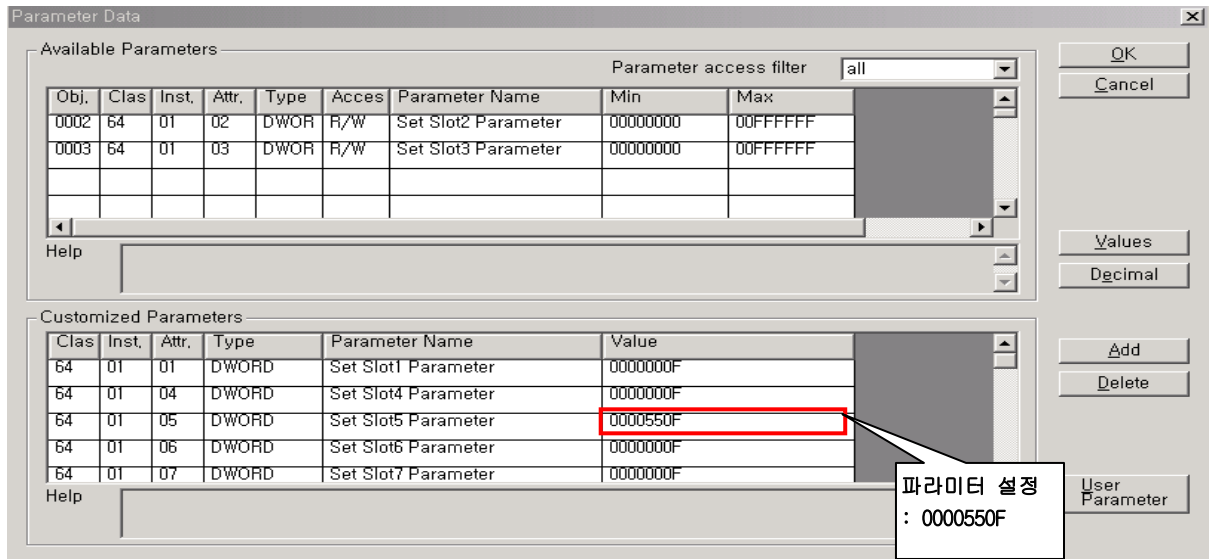 Parameter Data
Available Parameters
Parameter access filter all
Obj. Clas Inst. Attr. Type Acces Parameter Name Min Max
0002 64 01 02 DWOR R/W Set Slot2 Parameter 00000000 00FFFFFF
0003 64 01 03 DWOR R/W Set Slot3 Parameter 00000000 00FFFFFF
Help
Customized Parameters
Clas Inst. Attr. Type Parameter Name Value
64 01 01 DWORD Set Slot1 Parameter 0000000F
64 01 04 DWORD Set Slot4 Parameter 0000000F
64 01 05 DWORD Set Slot5 Parameter 0000550F
64 01 06 DWORD Set Slot6 Parameter 0000000F
64 01 07 DWORD Set Slot7 Parameter 0000000F
Help
파라미터 설정
: 0000550F
OK
Cancel
Values
Decimal
Add
Delete
User
Parameter